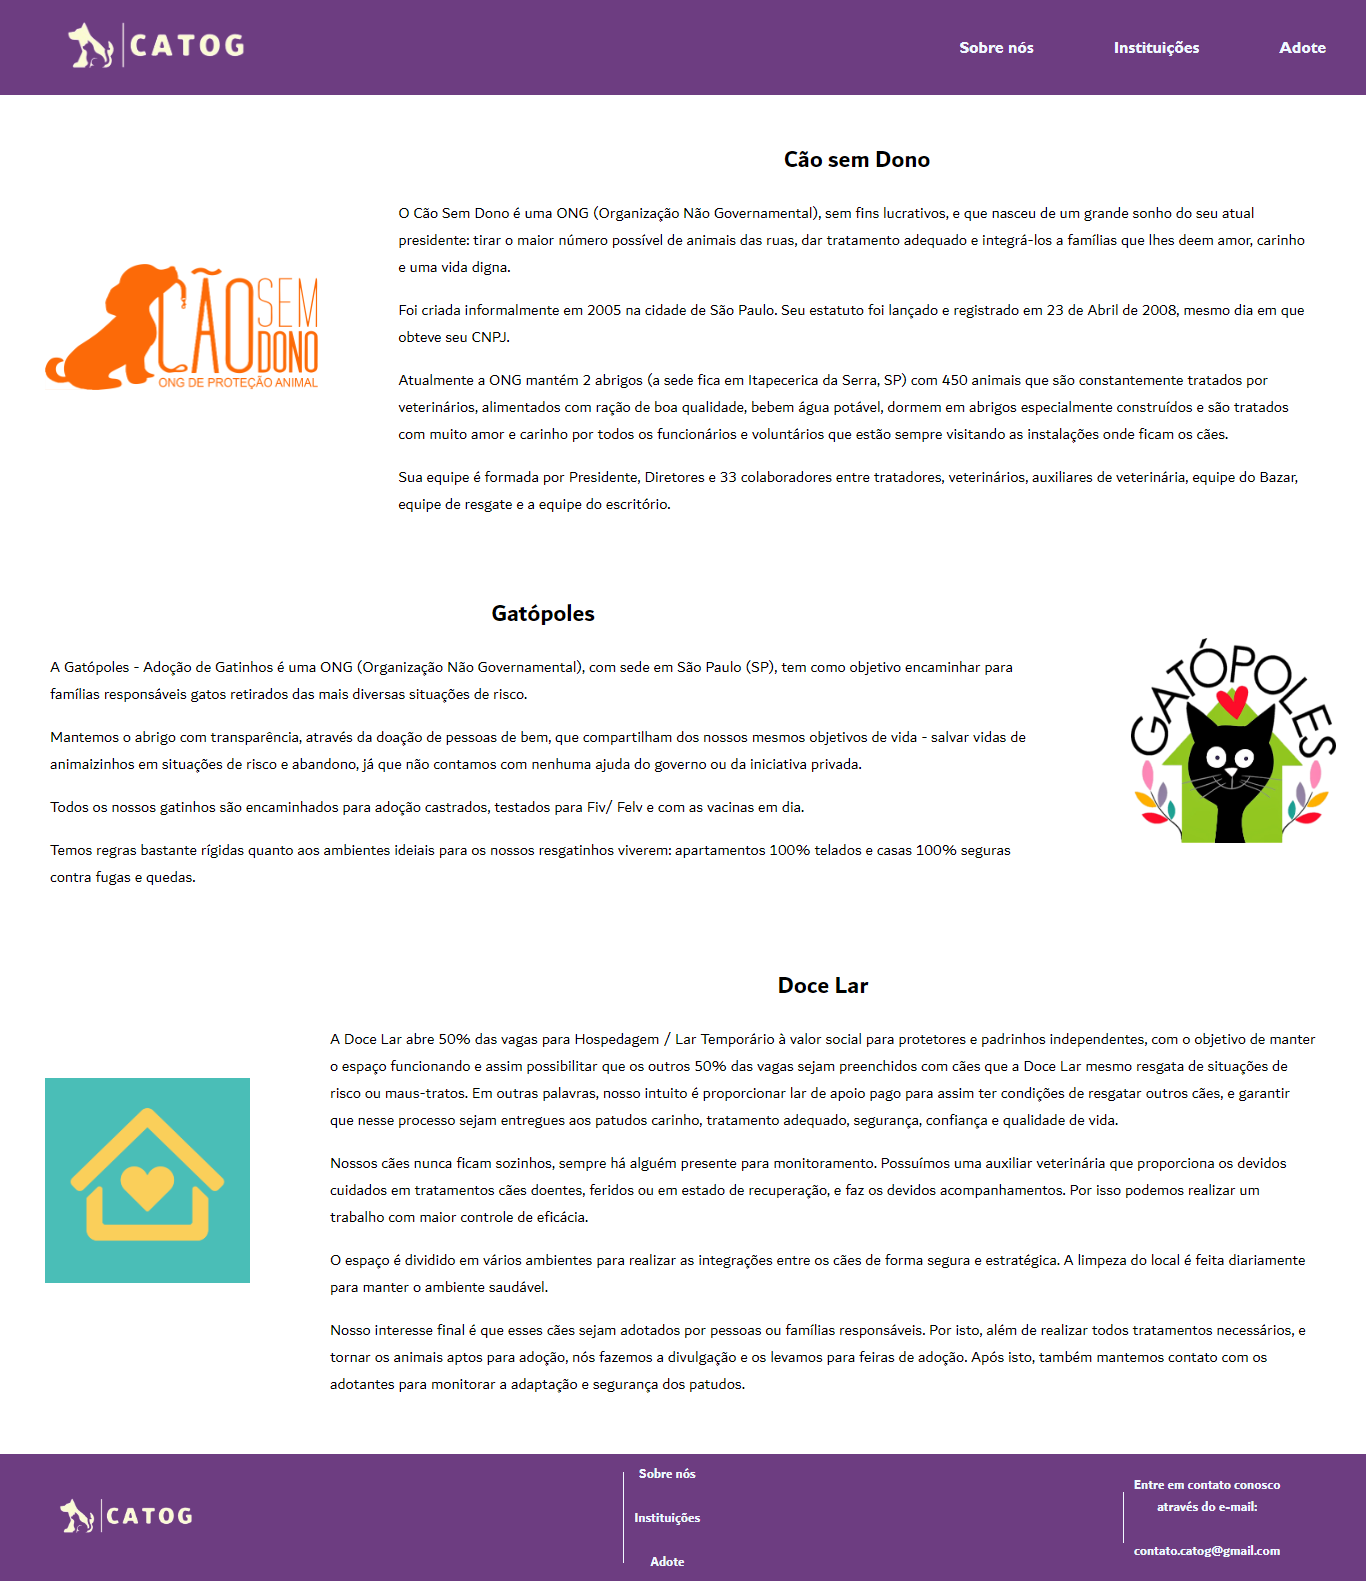 CATOG
Sobre nós
Instituições
Adote
Cão sem Dono
O Cão Sem Dono é uma ONG (Organização Não Governamental), sem fins lucrativos, e que nasceu de um grande sonho do seu atual
presidente: tirar o maior número possível de animais das ruas, dar tratamento adequado e integrá-los a famílias que lhes deem amor, carinho
e uma vida digna.
Foi criada informalmente em 2005 na cidade de São Paulo. Seu estatuto foi lançado e registrado em 23 de Abril de 2008, mesmo dia em que
obteve seu CNPJ.
Atualmente a ONG mantém 2 abrigos (a sede fica em Itapecerica da Serra, SP) com 450 animais que são constantemente tratados por
veterinários, alimentados com ração de boa qualidade, bebem água potável, dormem em abrigos especialmente construídos e são tratados
com muito amor e carinho por todos os funcionários e voluntários que estão sempre visitando as instalações onde ficam os cães.
Sua equipe é formada por Presidente, Diretores e 33 colaboradores entre tratadores, veterinários, auxiliares de veterinária, equipe do Bazar,
equipe de resgate e a equipe do escritório.
CÃO SEM
DONO
ONG DE PROTEÇÃO ANIMAL
Gatópoles
A Gatópoles - Adoção de Gatinhos é uma ONG (Organização Não Governamental), com sede em São Paulo (SP), tem como objetivo encaminhar para
famílias responsáveis gatos retirados das mais diversas situações de risco.
Mantemos o abrigo com transparência, através da doação de pessoas de bem, que compartilham dos nossos mesmos objetivos de vida - salvar vidas de
animaizinhos em situações de risco e abandono, já que não contamos com nenhuma ajuda do governo ou da iniciativa privada.
Todos os nossos gatinhos são encaminhados para adoção castrados, testados para Fiv/ Felv e com as vacinas em dia.
Temos regras bastante rígidas quanto aos ambientes ideiais para os nossos resgatinhos viverem: apartamentos 100% telados e casas 100% seguras
contra fugas e quedas.
GATÓPOLES
Doce Lar
A Doce Lar abre 50% das vagas para Hospedagem / Lar Temporário à valor social para protetores e padrinhos independentes, com o objetivo de manter
o espaço funcionando e assim possibilitar que os outros 50% das vagas sejam preenchidos com cães que a Doce Lar mesmo resgata de situações de
risco ou maus-tratos. Em outras palavras, nosso intuito é proporcionar lar de apoio pago para assim ter condições de resgatar outros cães, e garantir
que nesse processo sejam entregues aos patudos carinho, tratamento adequado, segurança, confiança e qualidade de vida.
Nossos cães nunca ficam sozinhos, sempre há alguém presente para monitoramento. Possuímos uma auxiliar veterinária que proporciona os devidos
cuidados em tratamentos cães doentes, feridos ou em estado de recuperação, e faz os devidos acompanhamentos. Por isso podemos realizar um
trabalho com maior controle de eficácia.
O espaço é dividido em vários ambientes para realizar as integrações entre os cães de forma segura e estratégica. A limpeza do local é feita diariamente
para manter o ambiente saudável.
Nosso interesse final é que esses cães sejam adotados por pessoas ou famílias responsáveis. Por isto, além de realizar todos tratamentos necessários, e
tornar os animais aptos para adoção, nós fazemos a divulgação e os levamos para feiras de adoção. Após isto, também mantemos contato com os
adotantes para monitorar a adaptação e segurança dos patudos.
CATOG
Sobre nós
Instituições
Adote
Entre em contato conosco
através do e-mail:
contato.catog@gmail.com